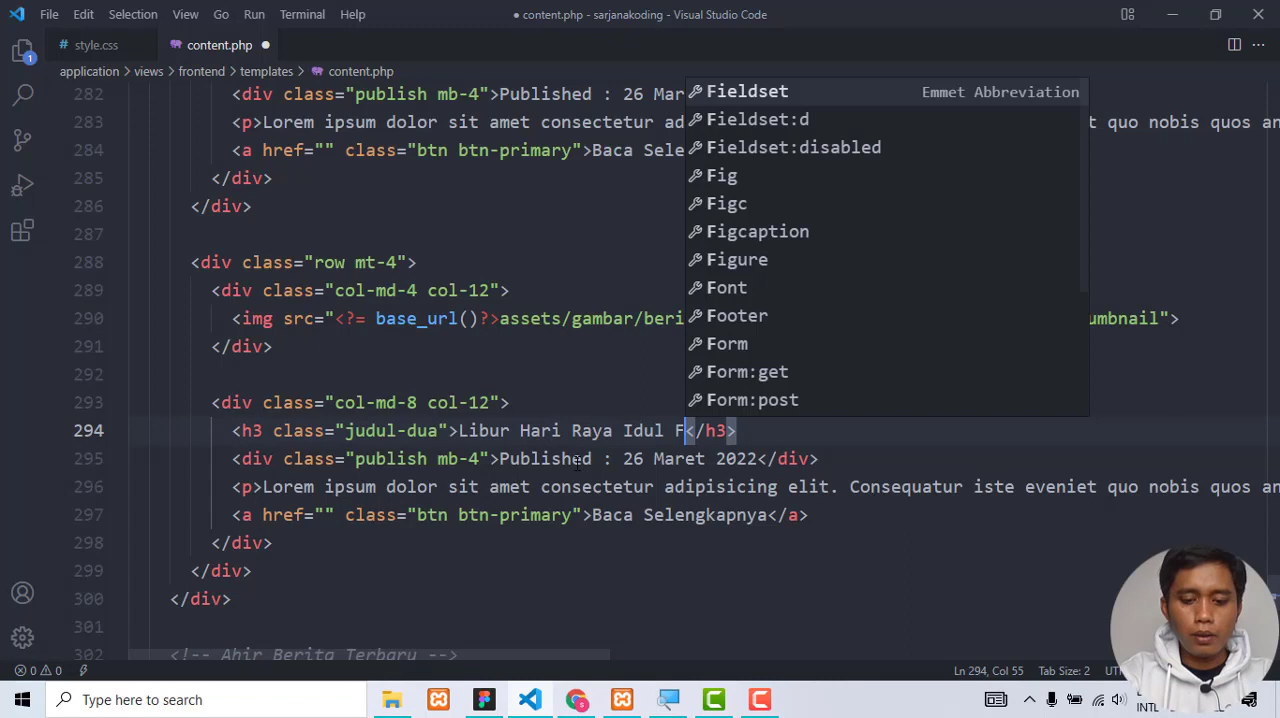 File Edit Selection View Go Run Terminal Help
● content.php - sarjanakoding - Visual Studio Code
# style.css
content.php ●
application > views > frontend > templates > content.php
282 <div class="publish mb-4">Published : 26 Mar
283 <p>Lorem ipsum dolor sit amet consectetur ad
t quo nobis quos an
284 <a href="" class="btn btn-primary">Baca Sele
285 </div>
286 </div>
287
288 <div class="row mt-4">
289 <div class="col-md-4 col-12">
290 <img src="<?= base_url()?>assets/gambar/beri
umbnail">
291 </div>
292
293 <div class="col-md-8 col-12">
294 <h3 class="judul-dua">Libur Hari Raya Idul F</h3>
295 <div class="publish mb-4">Published : 26 Maret 2022</div>
296 <p>Lorem ipsum dolor sit amet consectetur adipisicing elit. Consequatur iste eveniet quo nobis quos an
297 <a href="" class="btn btn-primary">Baca Selengkapnya</a>
298 </div>
299 </div>
300 </div>
301
302 <!-- Ahir Berita Terbaru -->
Fieldset Emmet Abbreviation
Fieldset:d
Fieldset:disabled
Fig
Figc
Figcaption
Figure
Font
Footer
Form
Form:get
Form:post
1
0 0
Ln 294, Col 55 Tab Size: 2
Type here to search
INTL